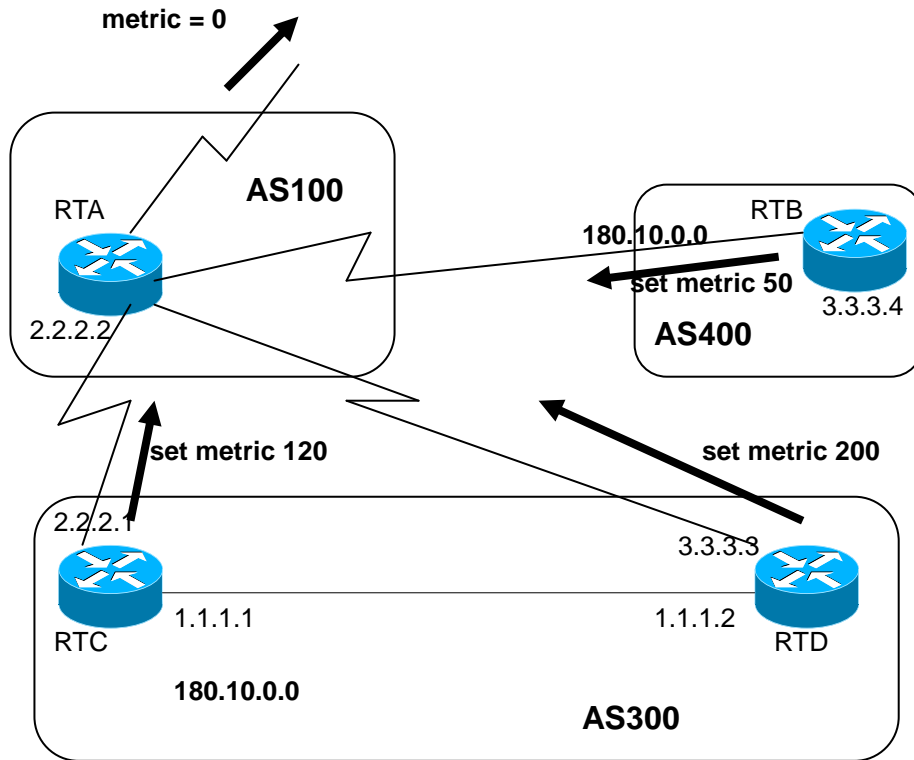 metric = 0
AS100
RTA
RTB
180.10.0.0
set metric 50
3.3.3.4
2.2.2.2
AS400
set metric 120
set metric 200
2.2.2.1
3.3.3.3
1.1.1.1
1.1.1.2
RTC
RTD
180.10.0.0
AS300